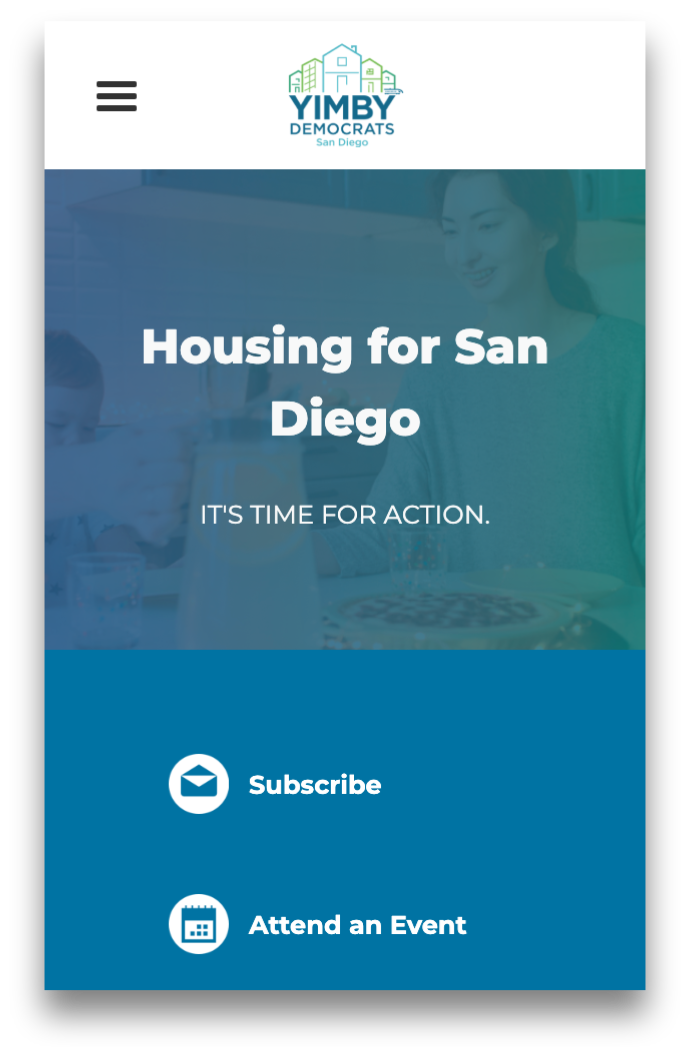 YIMBY
DEMOCRATS
San Diego
Housing for San
Diego
IT'S TIME FOR ACTION.
Subscribe
Attend an Event